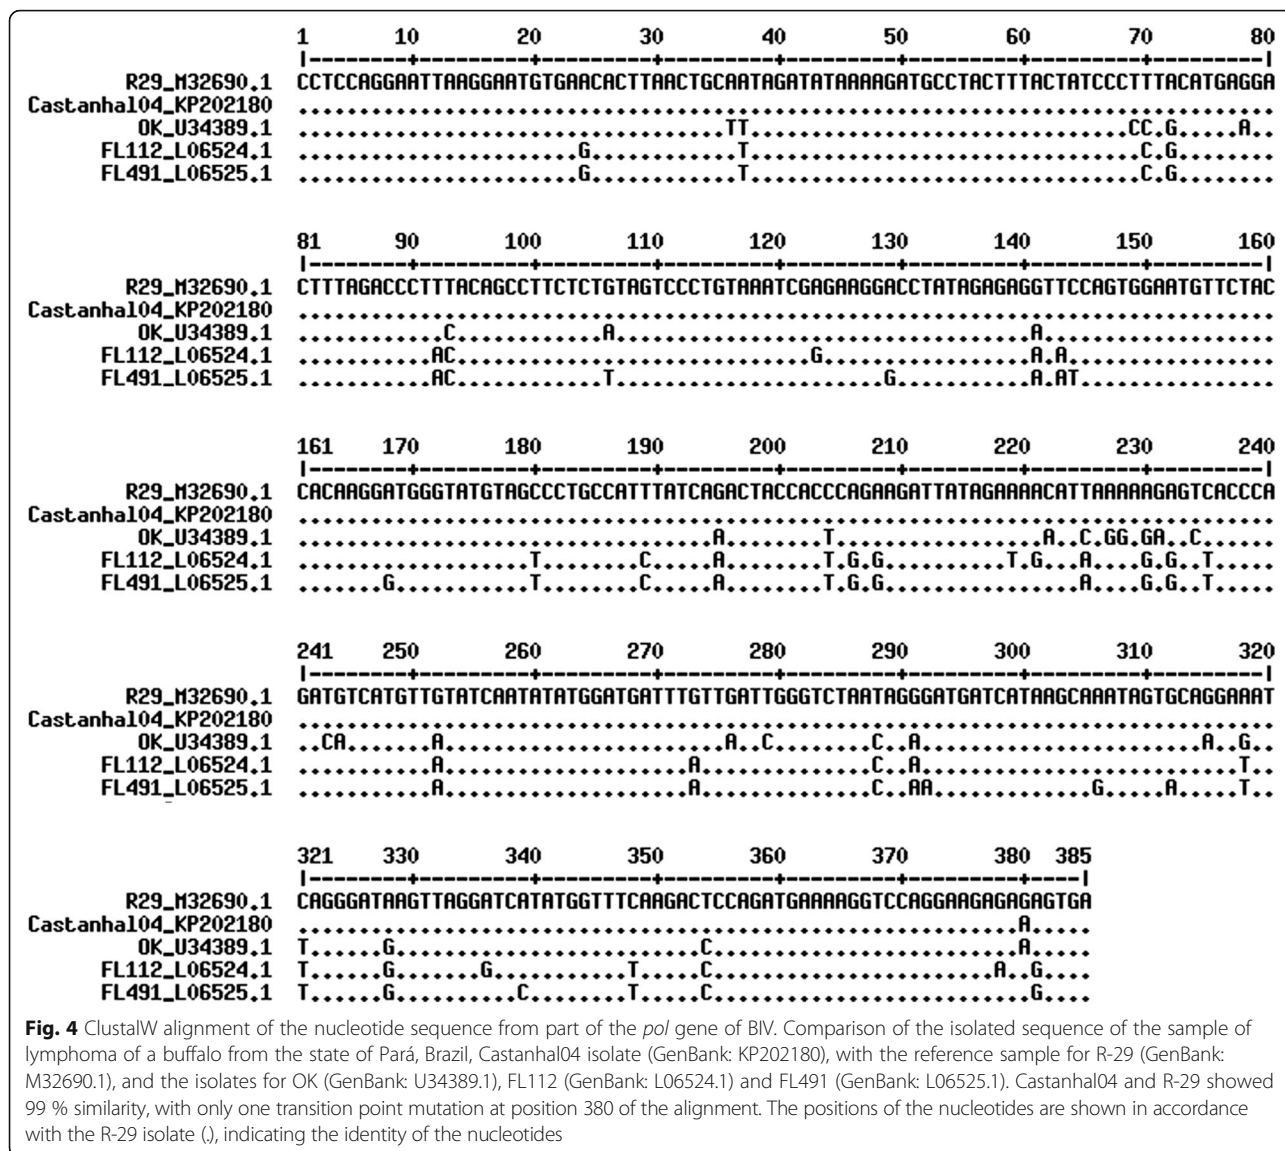 1 10 20 30 40 50 60 70 80
|--------+---------+---------+---------+---------+---------+---------+---------|
R29_M32690.1 CCTCCAGGAATTAAGGAATGTGAACACTTAACTGCAATAGATATAAAAGATGCCTACTTTACTATCCCTTTACATGAGGA
Castanhal04_KP202180 ................................................................................
OK_U34389.1 ...................................TT...............................CC.G.....A..
FL112_L06524.1 .......................G............T................................C.G........
FL491_L06525.1 .......................G............T................................C.G........
81 90 100 110 120 130 140 150 160
|--------+---------+---------+---------+---------+---------+---------+---------|
R29_M32690.1 CTTTAGACCCTTTACAGCCTTCTCTGTAGTCCCTGTAAATCGAGAAGGACCTATAGAGAGGTTCCAGTGGAATGTTCTAC
Castanhal04_KP202180 ................................................................................
OK_U34389.1 ............C............A..................................A...................
FL112_L06524.1 ...........AC.............................G.................A.A.................
FL491_L06525.1 ...........AC............T......................G...........A.AT................
161 170 180 190 200 210 220 230 240
|--------+---------+---------+---------+---------+---------+---------+---------|
R29_M32690.1 CACAAGGATGGGTATGTAGCCCTGCCATTTATCAGACTACCACCCAGAAGATTATAGAAAACATTAAAAAGAGTCACCCA
Castanhal04_KP202180 ................................................................................
OK_U34389.1 ..................................A........T.................A..C.GG.GA..C......
FL112_L06524.1 ...................T........C.....A........T.G.G..........T.G...A....G.G..T.....
FL491_L06525.1 .......G...........T........C.....A........T.G.G................A....G.G..T.....
241 250 260 270 280 290 300 310 320
|--------+---------+---------+---------+---------+---------+---------+---------|
R29_M32690.1 GATGTCATGTTGTATCAATATATGGATGATTTGTTGATTGGGTCTAATAGGGATGATCATAAGCAAATAGTGCAGGAAAT
Castanhal04_KP202180 ................................................................................
OK_U34389.1 ..CA.......A.......................A..C........C..A.......................A..G..
FL112_L06524.1 ...........A....................A..............C..A..........................T..
FL491_L06525.1 ...........A....................A..............C..AA.............G.....A.....T..
321 330 340 350 360 370 380 385
|--------+---------+---------+---------+---------+---------+----|
R29_M32690.1 CAGGGATAAGTTAGGATCATATGGTTTCAAGACTCCAGATGAAAAGGTCCAGGAAGAGAGAGTGA
Castanhal04_KP202180 ...........................................................A.....
OK_U34389.1 T......G.........................C.........................A.....
FL112_L06524.1 T......G.......G...........T.....C.......................A..G....
FL491_L06525.1 T......G..........C........T.....C..........................G....
Fig. 4 ClustalW alignment of the nucleotide sequence from part of the pol gene of BIV. Comparison of the isolated sequence of the sample of
lymphoma of a buffalo from the state of Pará, Brazil, Castanhal04 isolate (GenBank: KP202180), with the reference sample for R-29 (GenBank:
M32690.1), and the isolates for OK (GenBank: U34389.1), FL112 (GenBank: L06524.1) and FL491 (GenBank: L06525.1). Castanhal04 and R-29 showed
99 % similarity, with only one transition point mutation at position 380 of the alignment. The positions of the nucleotides are shown in accordance
with the R-29 isolate (.), indicating the identity of the nucleotides